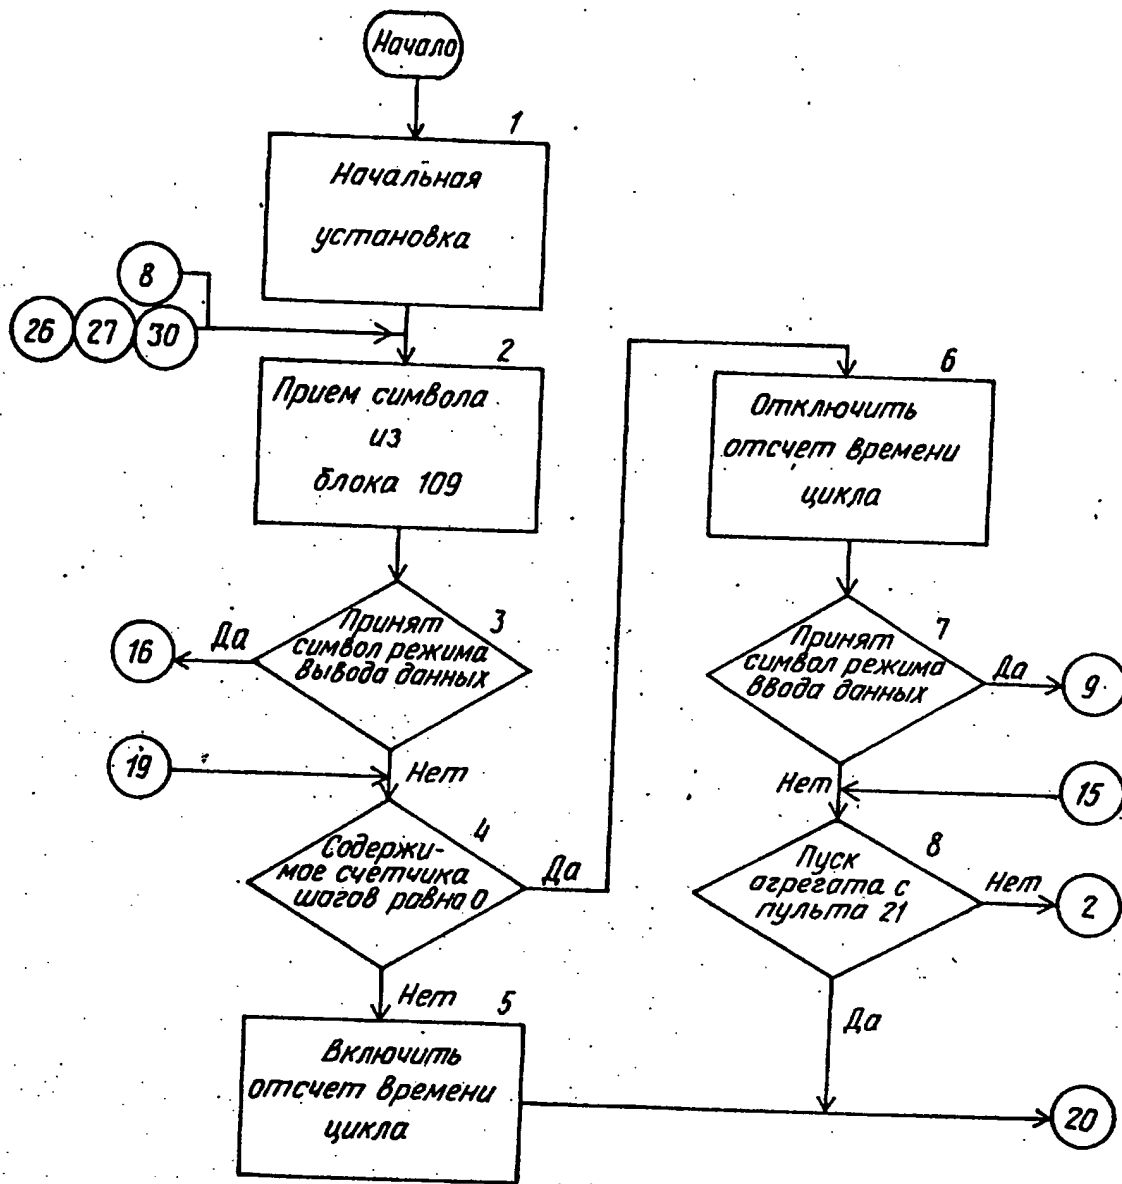 Начало
1
Начальная
установка
8
26
27
30
2
Прием символа
из
блока 109
3
Принят
символ режима
вывода данных
Да
16
Нет
19
4
Содержи-
мое счетчика
шагов равна 0
Да
Нет
5
Включить
отсчет времени
цикла
6
Отключить
отсчет времени
цикла
7
Принят
символ режима
ввода данных
Да
9
Нет
15
8
Пуск
агрегата с
пульта 21
Нет
2
Да
20